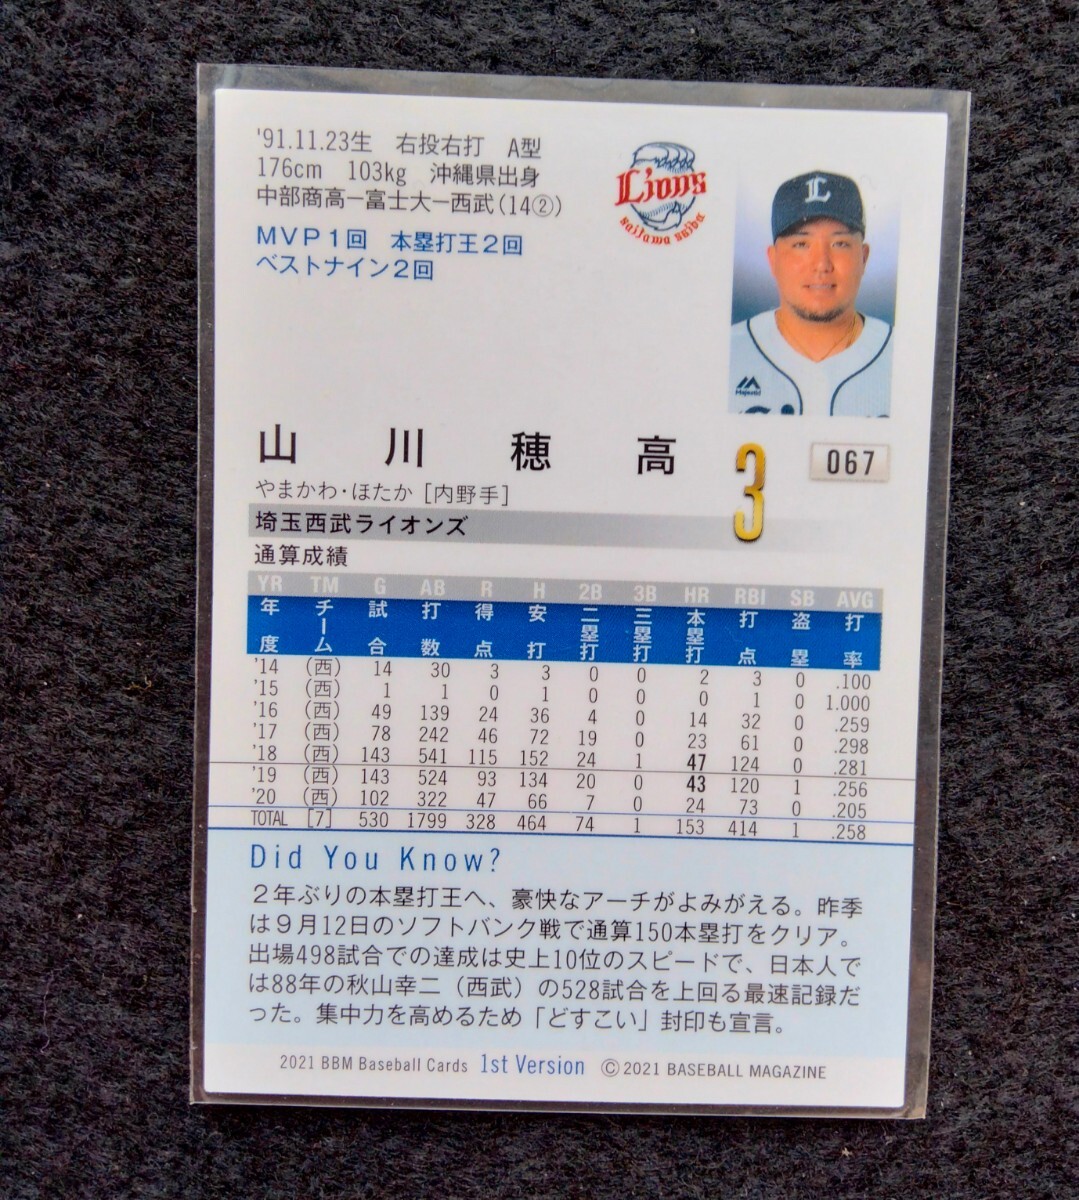 '91.11.23生 右投右打 A型
176cm 103kg 沖縄県出身
中部商高ー富士大ー西武(14②)
MVP1回 本塁打王2回
ベストナイン2回
Lions
saitama seibu
L
Majestic
山川穂高
3
067
やまかわ・ほたか [内野手]
埼玉西武ライオンズ
通算成績
YR TM G AB R H 2B 3B HR RBI SB AVG
年度 チーム 試合 打数 得点 安打 二塁打 三塁打 本塁打 打点 盗塁 打率
'14 (西) 14 30 3 3 0 0 2 3 0 .100
'15 (西) 1 1 0 1 0 0 0 1 0 1.000
'16 (西) 49 139 24 36 4 0 14 32 0 .259
'17 (西) 78 242 46 72 19 0 23 61 0 .298
'18 (西) 143 541 115 152 24 1 47 124 0 .281
'19 (西) 143 524 93 134 20 0 43 120 1 .256
'20 (西) 102 322 47 66 7 0 24 73 0 .205
TOTAL [7] 530 1799 328 464 74 1 153 414 1 .258
Did You Know?
2年ぶりの本塁打王へ、豪快なアーチがよみがえる。昨季
は9月12日のソフトバンク戦で通算150本塁打をクリア。
出場498試合での達成は史上10位のスピードで、日本人で
は88年の秋山幸二(西武)の528試合を上回る最速記録だ
った。集中力を高めるため「どすこい」封印も宣言。
2021 BBM Baseball Cards 1st Version © 2021 BASEBALL MAGAZINE